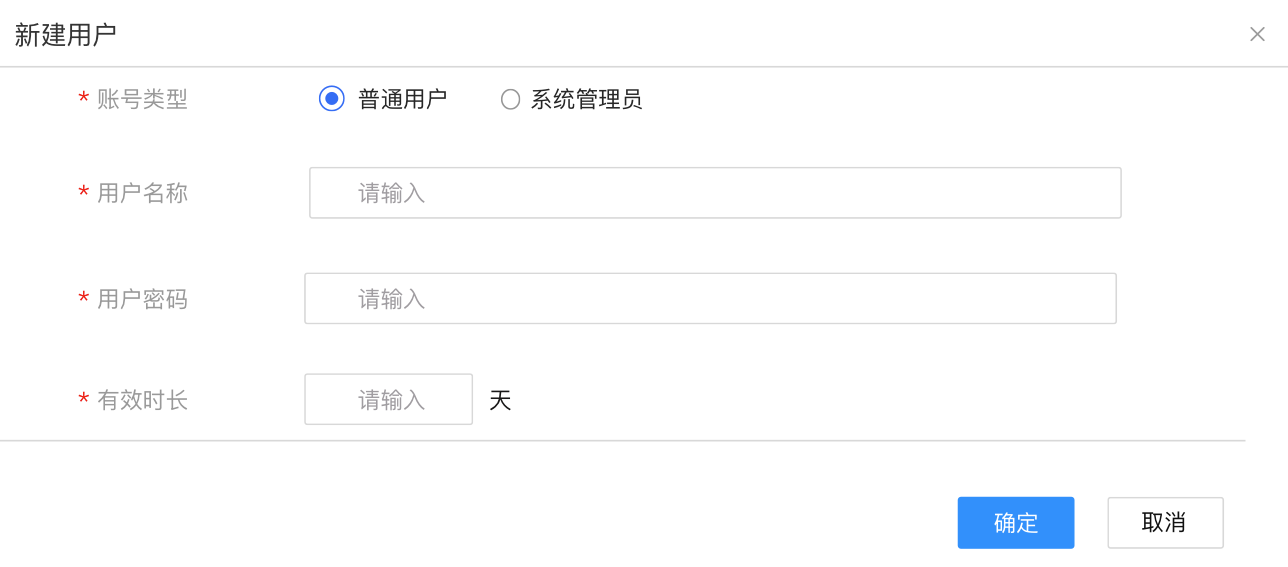 新建用户
* 账号类型 普通用户 系统管理员
* 用户名称 请输入
* 用户密码 请输入
* 有效时长 请输入 天
确定 取消